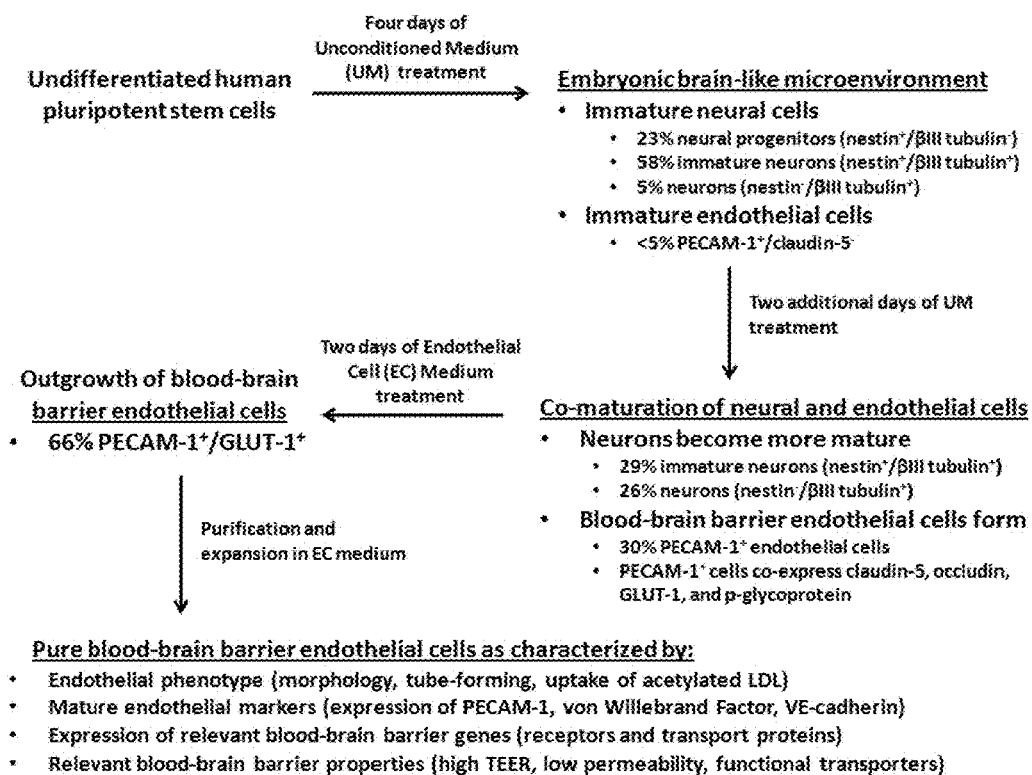 Undifferentiated human
pluripotent stem cells
Four days of
Unconditioned Medium
(UM) treatment
Embryonic brain-like microenvironment
• Immature neural cells
• 23% neural progenitors (nestin⁺/βIII tubulin⁻)
• 58% immature neurons (nestin⁺/βIII tubulin⁺)
• 5% neurons (nestin⁻/βIII tubulin⁺)
• Immature endothelial cells
• <5% PECAM-1⁺/claudin-5⁻
Two additional days of UM
treatment
Co-maturation of neural and endothelial cells
• Neurons become more mature
• 29% immature neurons (nestin⁺/βIII tubulin⁺)
• 26% neurons (nestin⁻/βIII tubulin⁺)
• Blood-brain barrier endothelial cells form
• 30% PECAM-1⁺ endothelial cells
• PECAM-1⁺ cells co-express claudin-5, occludin,
GLUT-1, and p-glycoprotein
Two days of Endothelial
Cell (EC) Medium
treatment
Outgrowth of blood-brain
barrier endothelial cells
• 66% PECAM-1⁺/GLUT-1⁺
Purification and
expansion in EC medium
Pure blood-brain barrier endothelial cells as characterized by:
• Endothelial phenotype (morphology, tube-forming, uptake of acetylated LDL)
• Mature endothelial markers (expression of PECAM-1, von Willebrand Factor, VE-cadherin)
• Expression of relevant blood-brain barrier genes (receptors and transport proteins)
• Relevant blood-brain barrier properties (high TEER, low permeability, functional transporters)